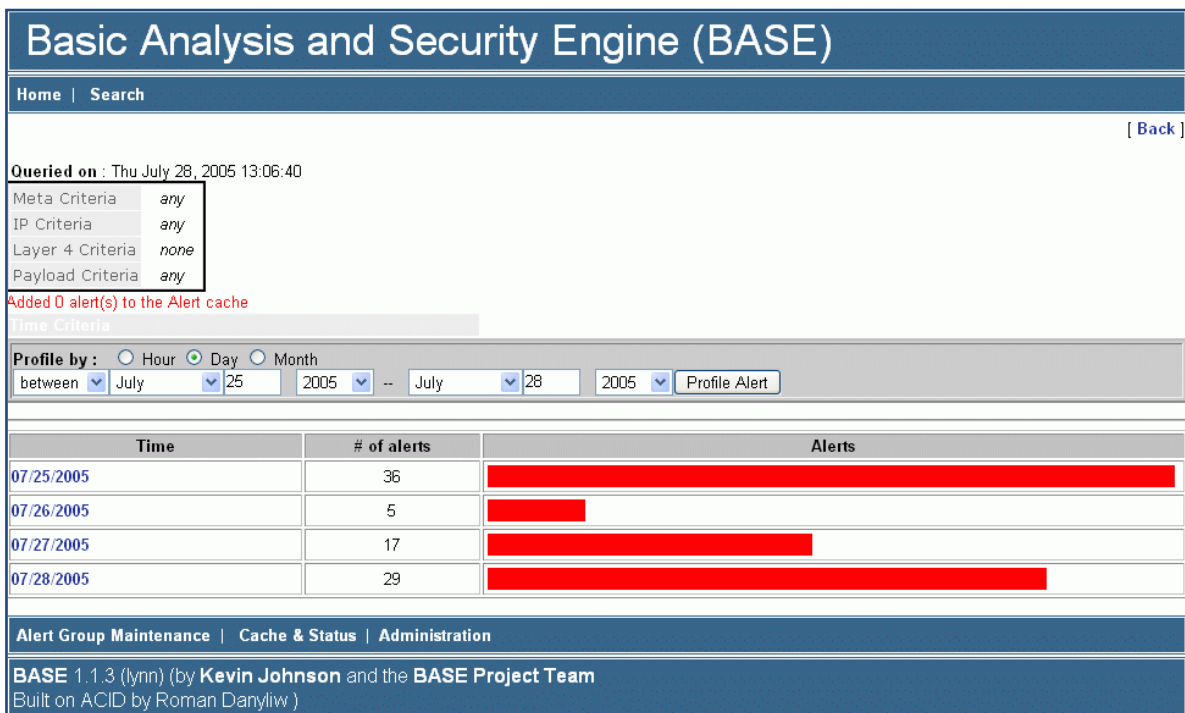 Basic Analysis and Security Engine (BASE)
Home | Search
[ Back ]
Queried on : Thu July 28, 2005 13:06:40
Meta Criteria any
IP Criteria any
Layer 4 Criteria none
Payload Criteria any
Added 0 alert(s) to the Alert cache
Time Criteria
Profile by : Hour Day Month
between July 25 2005 -- July 28 2005 Profile Alert
Time # of alerts Alerts
07/25/2005 36
07/26/2005 5
07/27/2005 17
07/28/2005 29
Alert Group Maintenance | Cache & Status | Administration
BASE 1.1.3 (lynn) (by Kevin Johnson and the BASE Project Team
Built on ACID by Roman Danyliw )